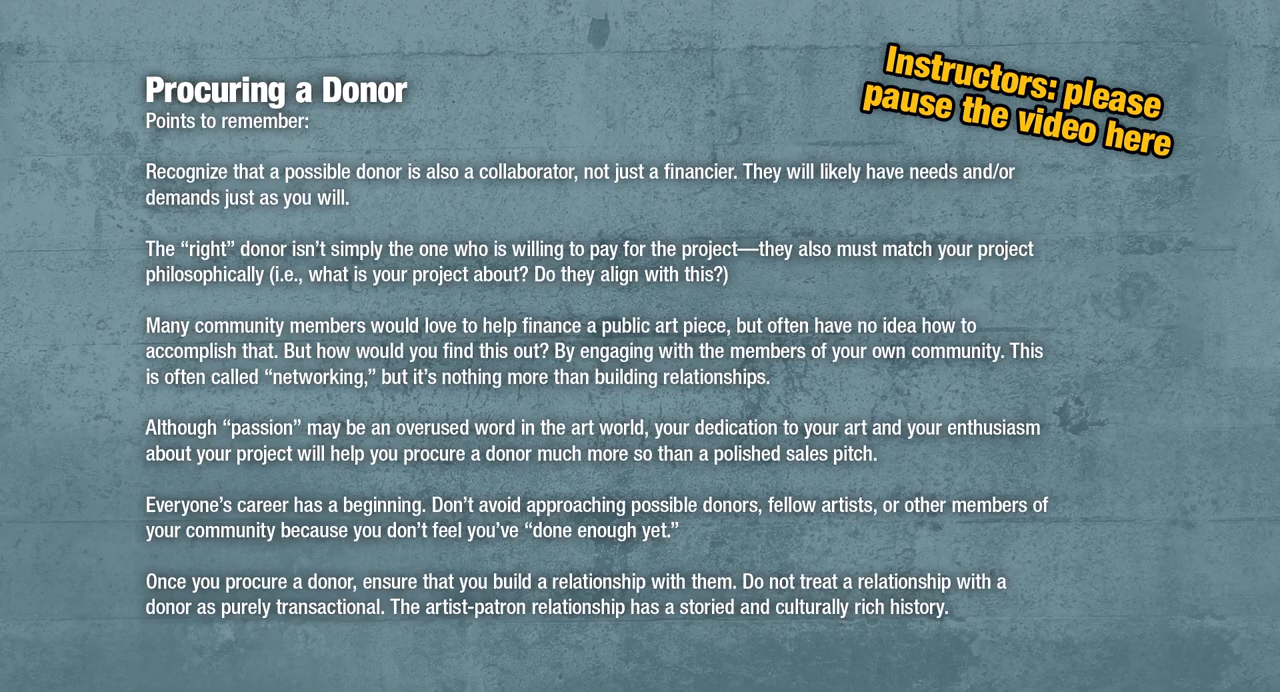 Procuring a Donor
Points to remember:
Instructors: please
pause the video here
Recognize that a possible donor is also a collaborator, not just a financier. They will likely have needs and/or
demands just as you will.
The “right” donor isn’t simply the one who is willing to pay for the project—they also must match your project
philosophically (i.e., what is your project about? Do they align with this?)
Many community members would love to help finance a public art piece, but often have no idea how to
accomplish that. But how would you find this out? By engaging with the members of your own community. This
is often called “networking,” but it’s nothing more than building relationships.
Although “passion” may be an overused word in the art world, your dedication to your art and your enthusiasm
about your project will help you procure a donor much more so than a polished sales pitch.
Everyone’s career has a beginning. Don’t avoid approaching possible donors, fellow artists, or other members of
your community because you don’t feel you’ve “done enough yet.”
Once you procure a donor, ensure that you build a relationship with them. Do not treat a relationship with a
donor as purely transactional. The artist-patron relationship has a storied and culturally rich history.